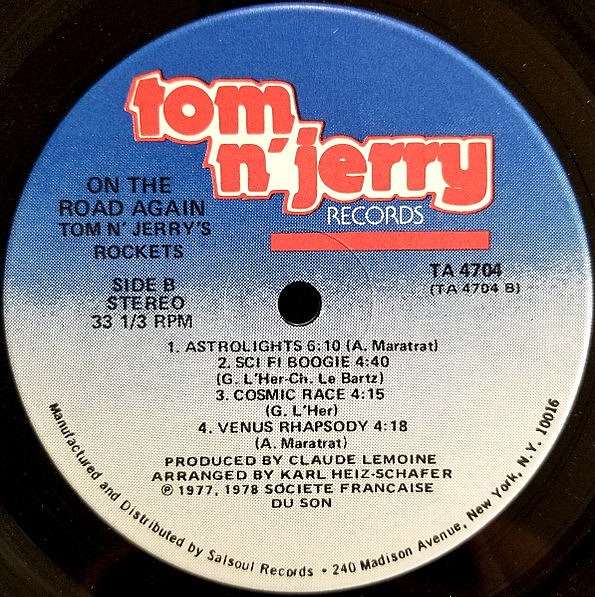 tom
n' jerry
RECORDS
ON THE
ROAD AGAIN
TOM N' JERRY'S
ROCKETS
SIDE B
STEREO
33 1/3 RPM
TA 4704
(TA 4704 B)
1. ASTROLIGHTS 6:10 (A. Maratrat)
2. SCI FI BOOGIE 4:40
(G. L'Her-Ch. Le Bartz)
3. COSMIC RACE 4:15
(G. L'Her)
4. VENUS RHAPSODY 4:18
(A. Maratrat)
PRODUCED BY CLAUDE LEMOINE
ARRANGED BY KARL HEIZ-SCHAFER
℗ 1977, 1978 SOCIETE FRANCAISE
DU SON
Manufactured and Distributed by Salsoul Records • 240 Madison Avenue, New York, N.Y. 10016